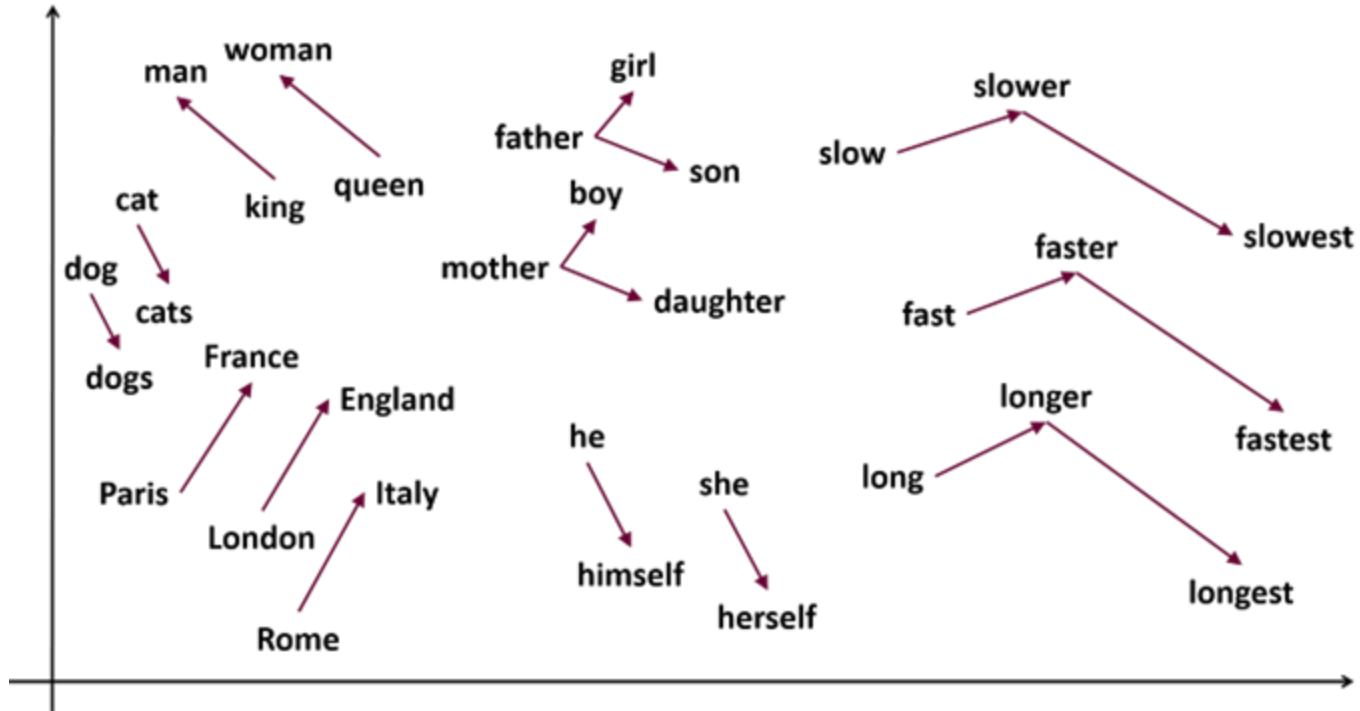 man
woman
king
queen
cat
cats
dog
dogs
France
Paris
England
London
Italy
Rome
girl
father
son
boy
mother
daughter
he
himself
she
herself
slower
slow
slowest
faster
fast
fastest
longer
long
longest